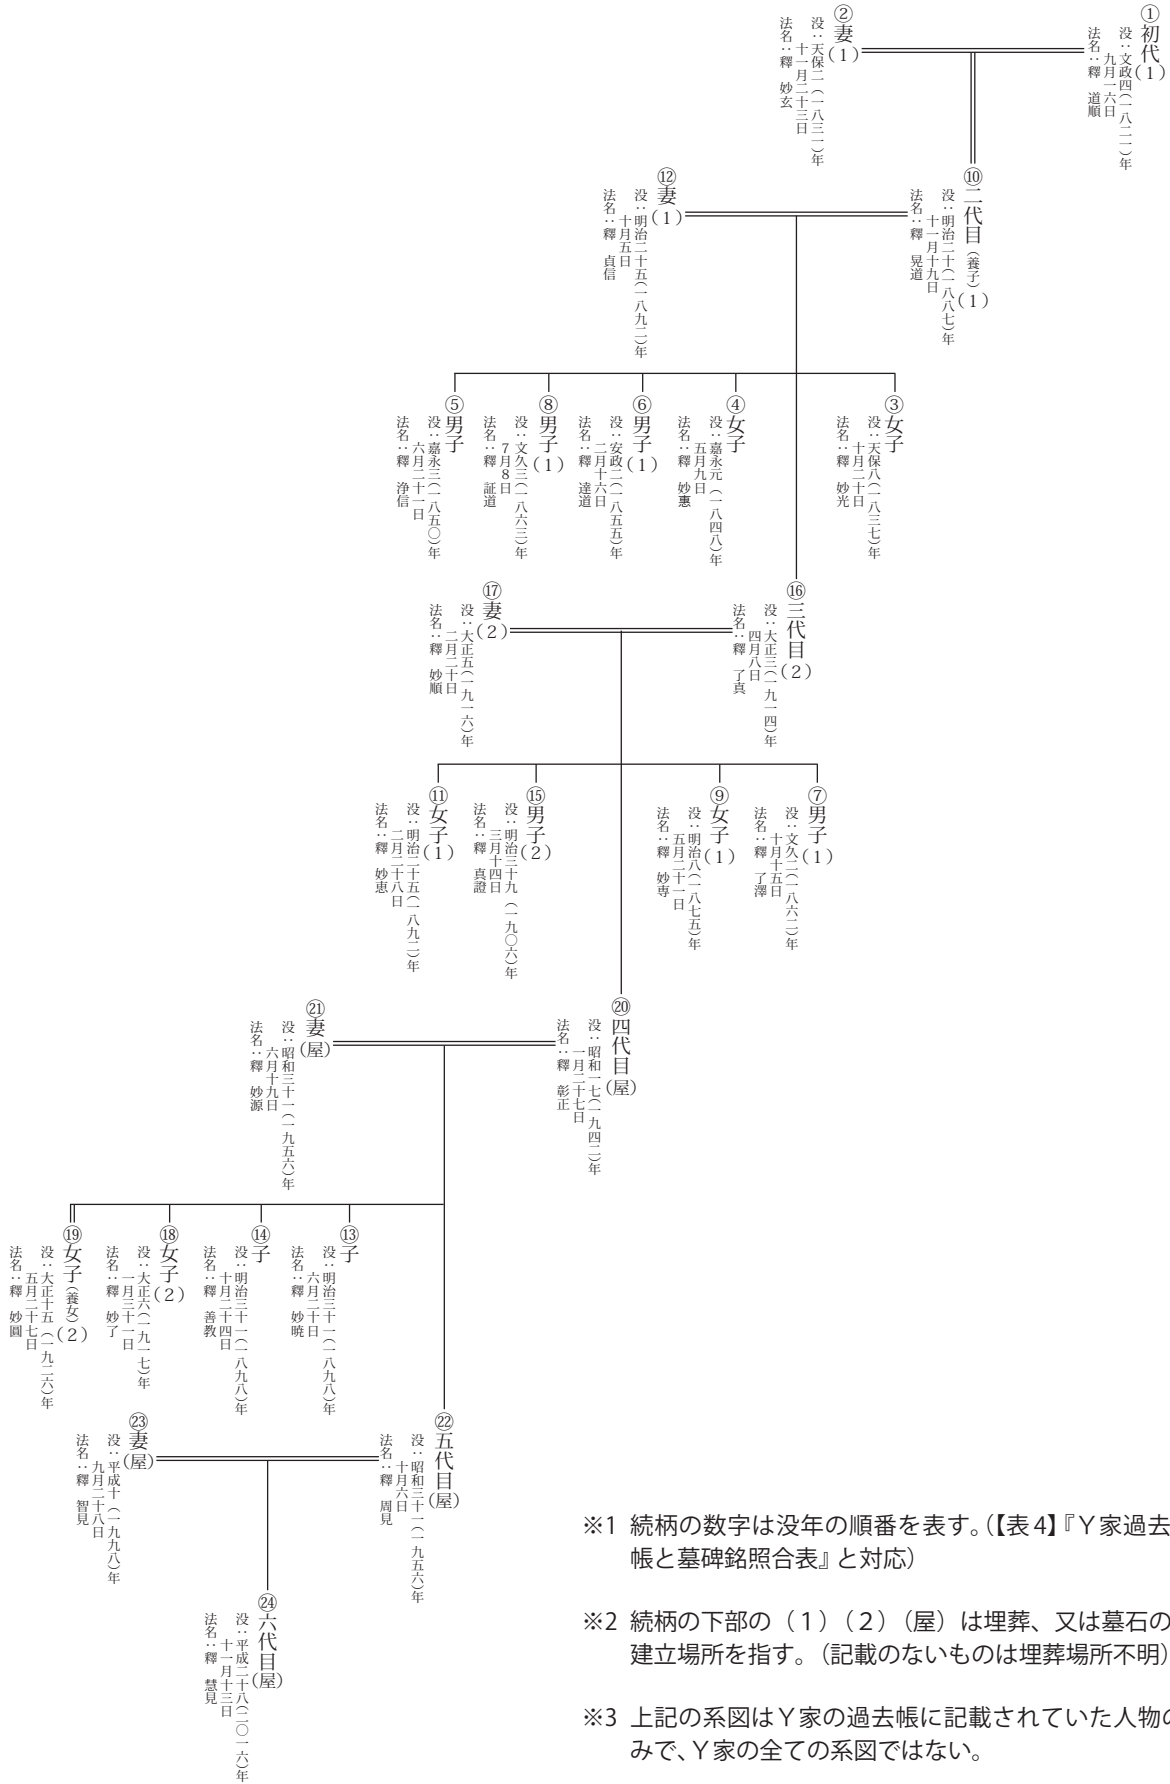 ①初代(1)
没：文政四(一八二一)年
九月一六日
法名：釋　道順
②妻(1)
没：天保二(一八三一)年
十一月二十三日
法名：釋　妙玄
⑩二代目(養子)(1)
没：明治二十(一八八七)年
十一月十九日
法名：釋　晃道
⑫妻(1)
没：明治二十五(一八九二)年
十月五日
法名：釋　貞信
③女子
没：天保八(一八三七)年
十月二十日
法名：釋　妙光
④女子
没：嘉永元(一八四八)年
五月九日
法名：釋　妙惠
⑥男子(1)
没：安政二(一八五五)年
二月十六日
法名：釋　達道
⑧男子(1)
没：文久三(一八六三)年
7月8日
法名：釋　証道
⑤男子
没：嘉永三(一八五〇)年
六月二十一日
法名：釋　浄信
⑯三代目(2)
没：大正三(一九一四)年
四月八日
法名：釋　了真
⑰妻(2)
没：大正五(一九一六)年
二月二十日
法名：釋　妙順
⑦男子(1)
没：文久二(一八六二)年
十月十五日
法名：釋　了澤
⑨女子(1)
没：明治八(一八七五)年
五月二十一日
法名：釋　妙専
⑮男子(2)
没：明治三十九(一九〇六)年
三月十四日
法名：釋　真證
⑪女子(1)
没：明治二十五(一八九二)年
二月二十八日
法名：釋　妙恵
⑳四代目(屋)
没：昭和一七(一九四二)年
一月二十七日
法名：釋　彰正
㉑妻(屋)
没：昭和三十一(一九五六)年
六月十九日
法名：釋　妙源
⑬子
没：明治三十一(一八九八)年
六月二十日
法名：釋　妙暁
⑭子
没：明治三十一(一八九八)年
十月二十四日
法名：釋　善教
⑱女子(2)
没：大正六(一九一七)年
一月三十一日
法名：釋　妙了
⑲女子(養女)(2)
没：大正十五(一九二六)年
五月二十七日
法名：釋　妙圓
㉒五代目(屋)
没：昭和三十一(一九五六)年
十月六日
法名：釋　周見
㉓妻(屋)
没：平成十(一九九八)年
九月二十八日
法名：釋　智見
㉔六代目(屋)
没：平成二十八(二〇一六)年
十一月十三日
法名：釋　慧見
※1 続柄の数字は没年の順番を表す。(【表4】『Ｙ家過去
帳と墓碑銘照合表』と対応)
※2 続柄の下部の（1）（2）（屋）は埋葬、又は墓石の
建立場所を指す。（記載のないものは埋葬場所不明）
※3 上記の系図はＹ家の過去帳に記載されていた人物の
みで、Ｙ家の全ての系図ではない。